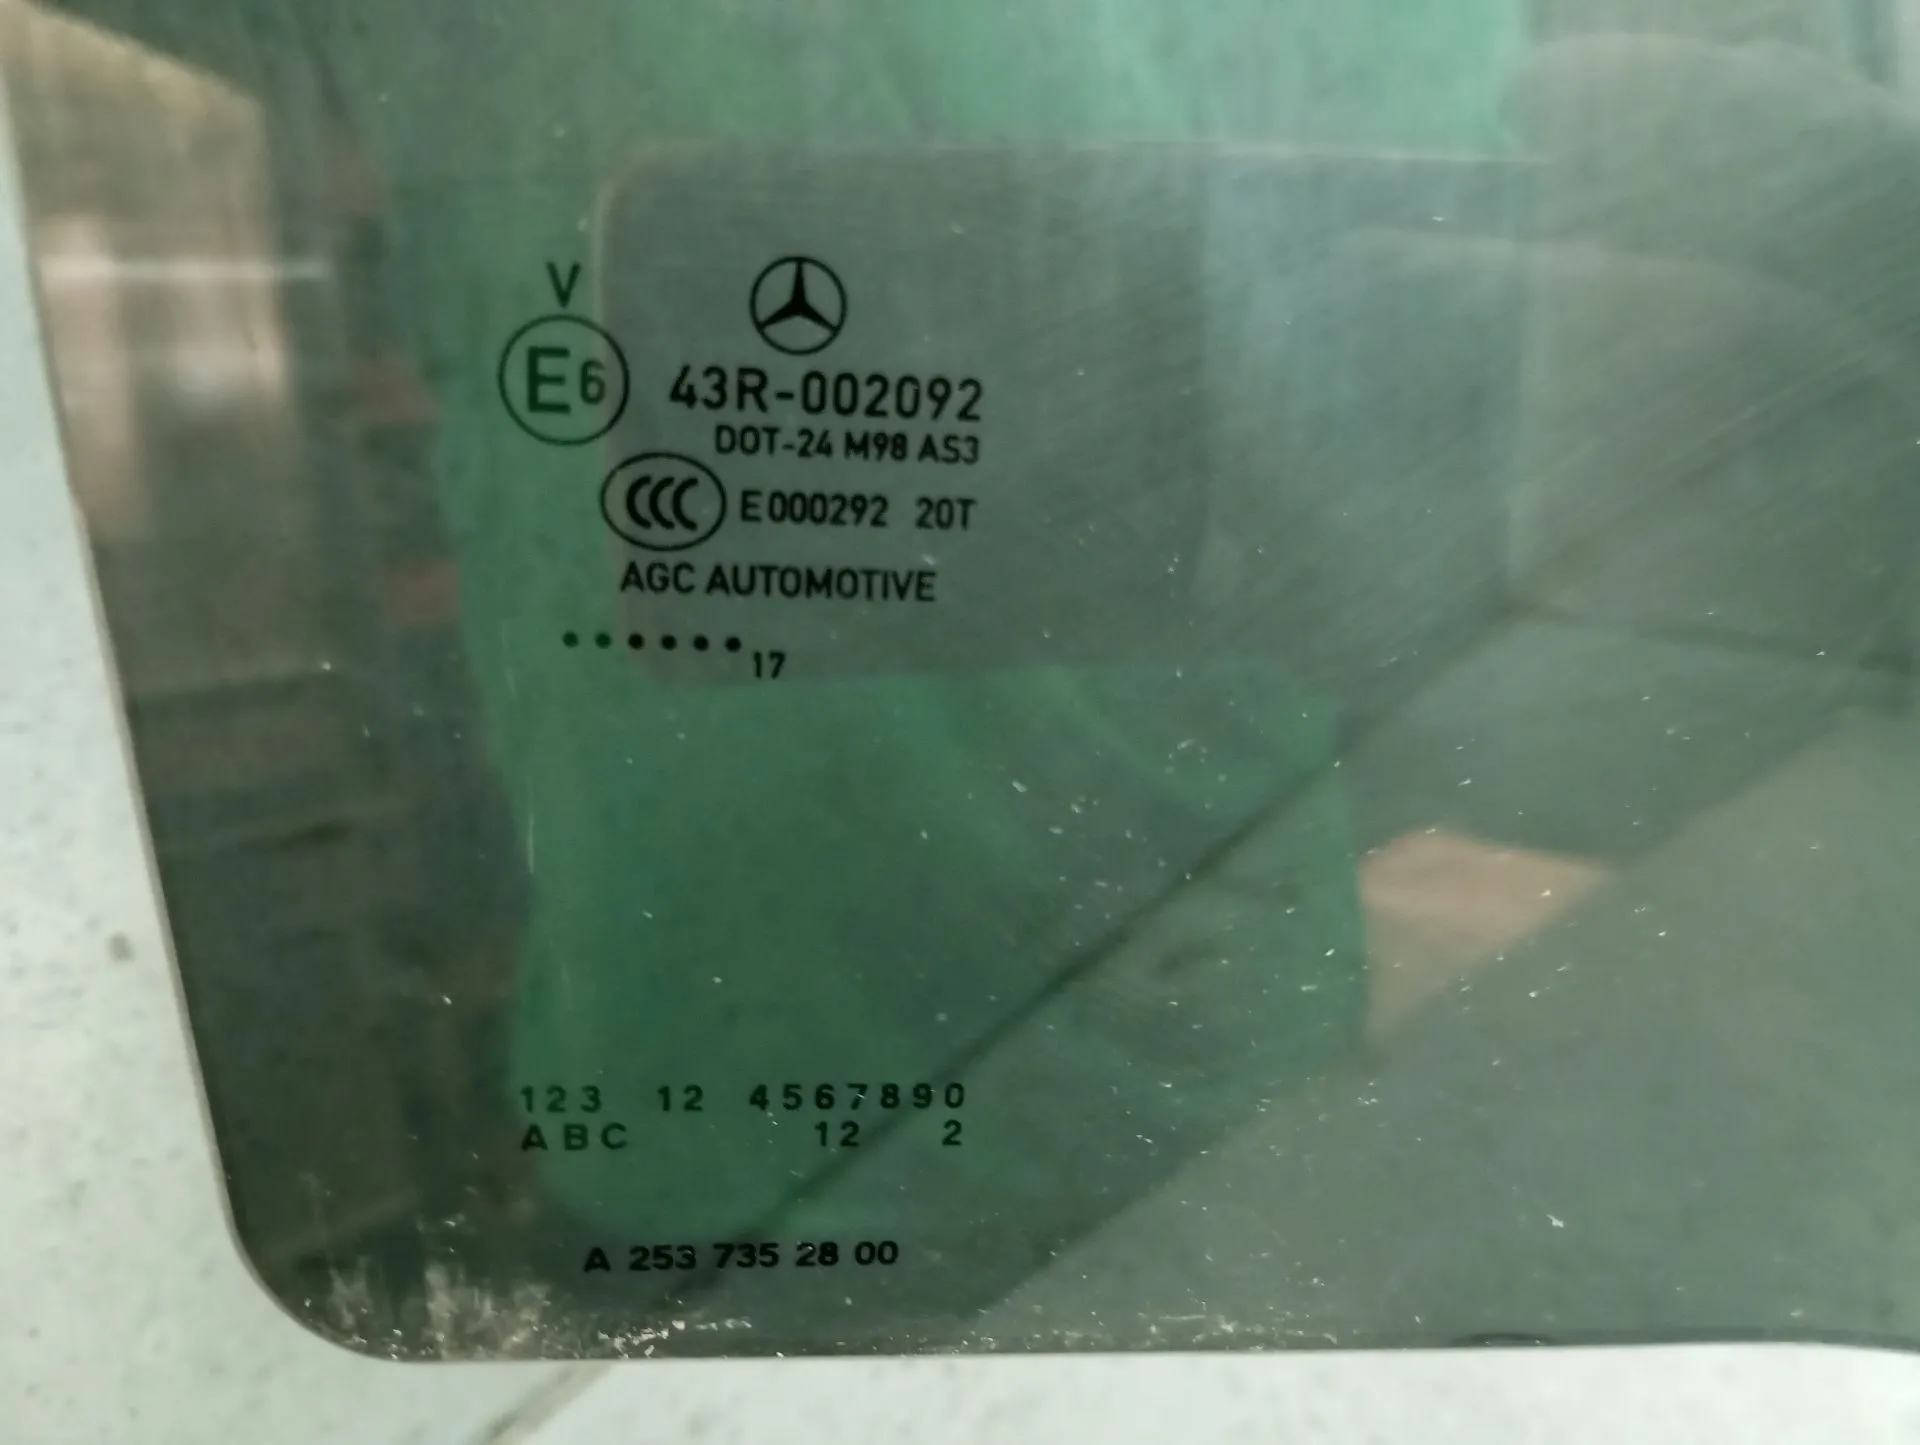 V
E6 43R-002092
DOT-24 M98 AS3
CCC E000292 20T
AGC AUTOMOTIVE
•••••• 17
123 12 4567890
ABC 12 2
A 253 735 28 00